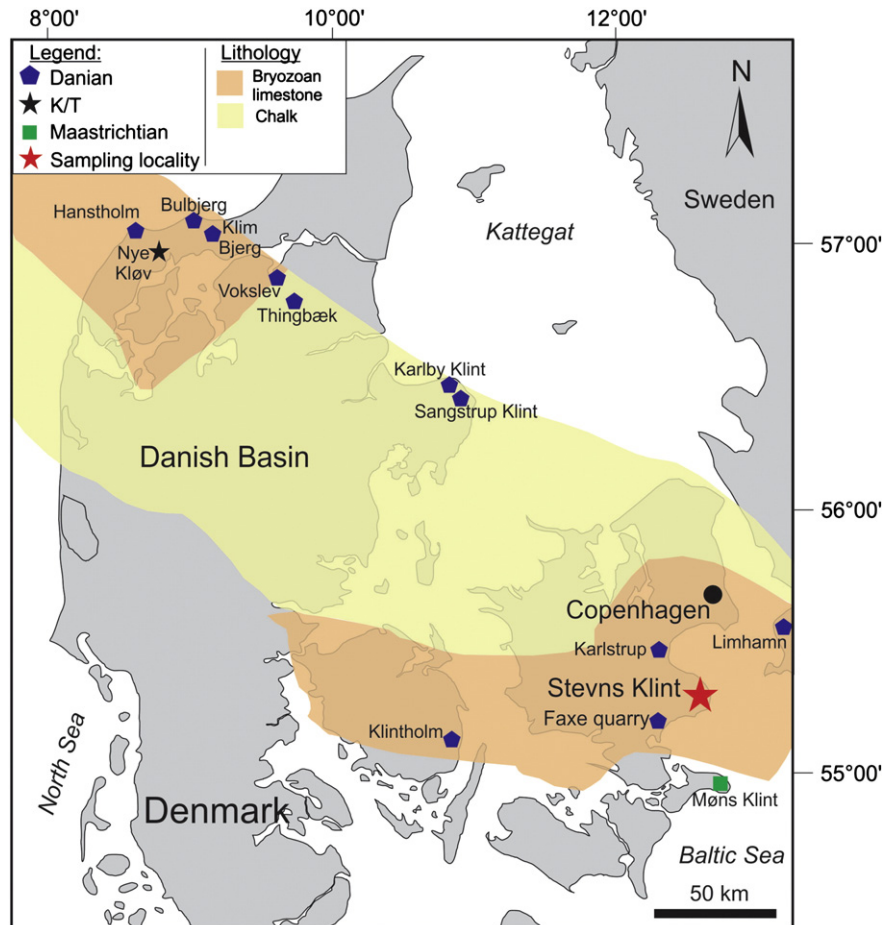 8°00' 10°00' 12°00'
Legend:
Danian
K/T
Maastrichtian
Sampling locality
Lithology
Bryozoan
limestone
Chalk
N
Sweden
Kattegat
57°00'
Hanstholm
Bulbjerg
Klim
Bjerg
Nye
Kløv
Vokslev
Thingbæk
Karlby Klint
Sangstrup Klint
Danish Basin
56°00'
Copenhagen
Limhamn
Karlstrup
Stevns Klint
Faxe quarry
Klintholm
North Sea
55°00'
Møns Klint
Denmark
Baltic Sea
50 km